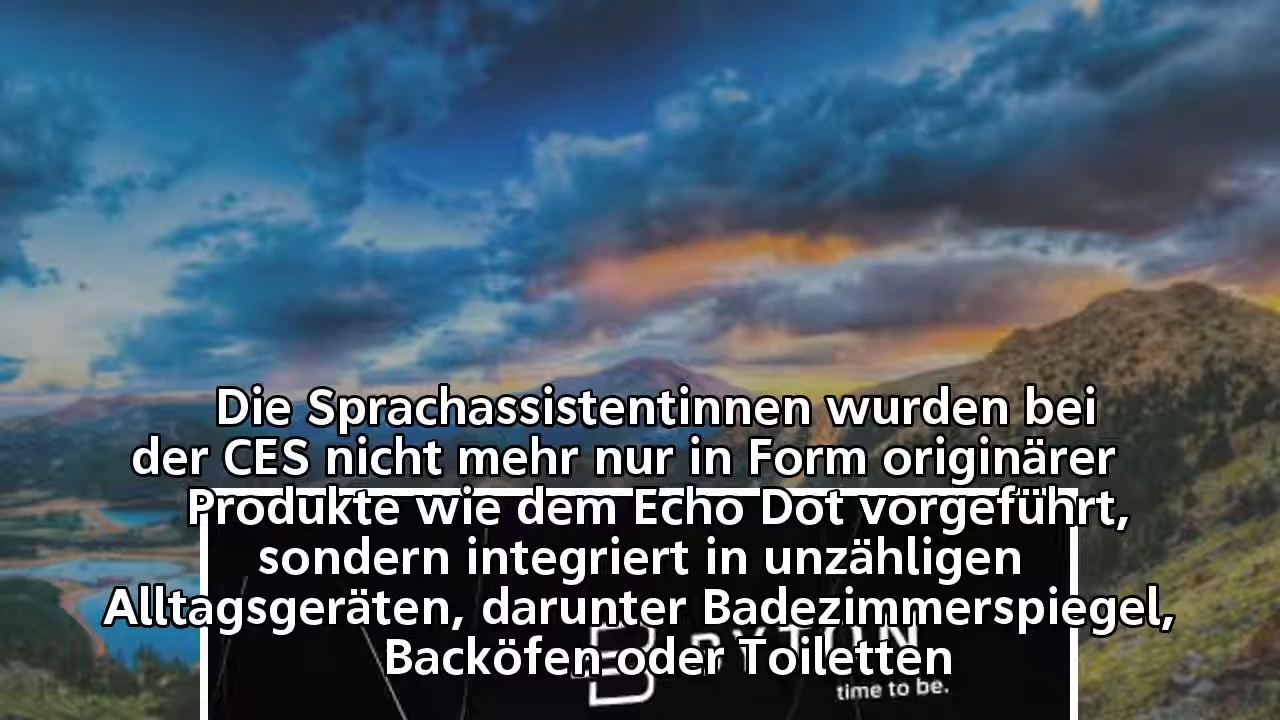 Die Sprachassistentinnen wurden bei
der CES nicht mehr nur in Form originärer
Produkte wie dem Echo Dot vorgeführt,
sondern integriert in unzähligen
Alltagsgeräten, darunter Badezimmerspiegel,
Backöfen oder Toiletten
BYTON
time to be.